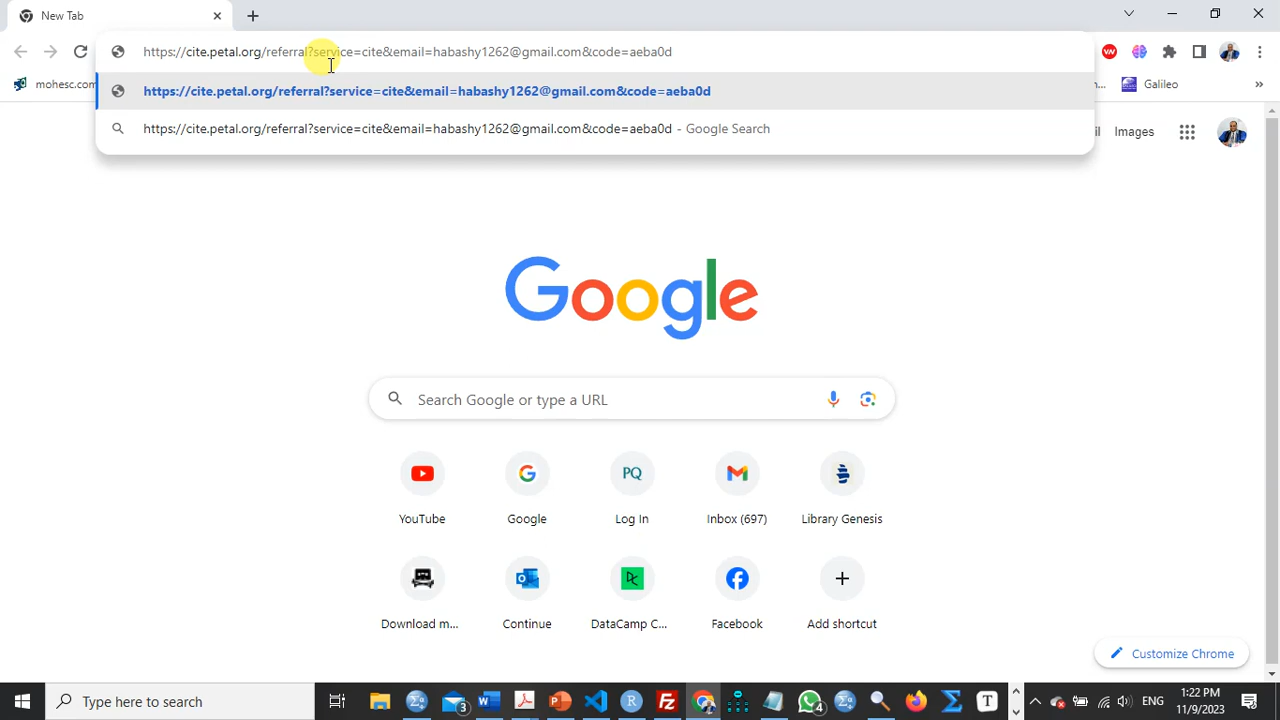 New Tab
https://cite.petal.org/referral?service=cite&email=habashy1262@gmail.com&code=aeba0d
VW
mohesc.com
https://cite.petal.org/referral?service=cite&email=habashy1262@gmail.com&code=aeba0d
...
Galileo
»
https://cite.petal.org/referral?service=cite&email=habashy1262@gmail.com&code=aeba0d - Google Search
Images
Google
Search Google or type a URL
PQ
YouTube
Google
Log In
Inbox (697)
Library Genesis
Download m...
Continue
DataCamp C...
Facebook
Add shortcut
Customize Chrome
Type here to search
3
4
ENG
1:22 PM
11/9/2023